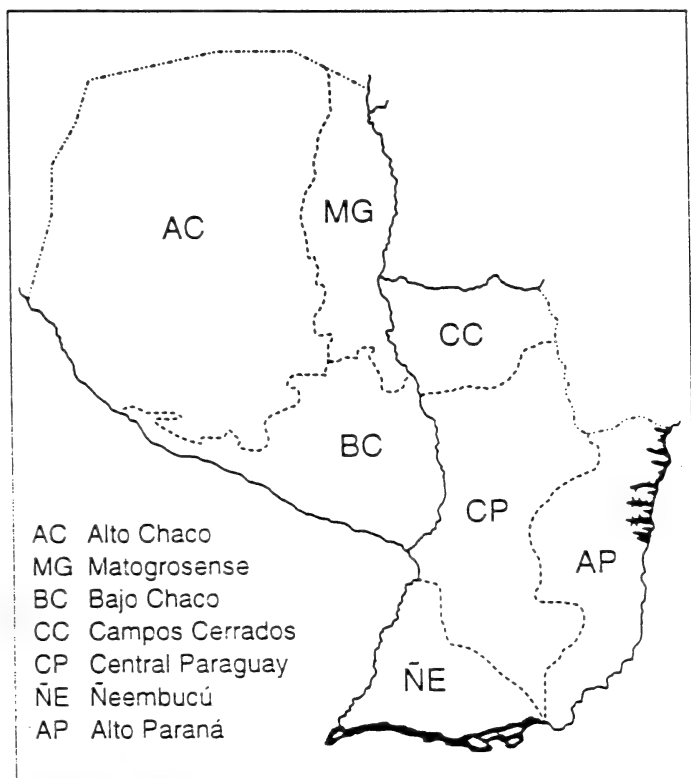 AC
MG
CC
BC
CP
AP
ÑE
AC Alto Chaco
MG Matogrosense
BC Bajo Chaco
CC Campos Cerrados
CP Central Paraguay
ÑE Ñeembucú
AP Alto Paraná